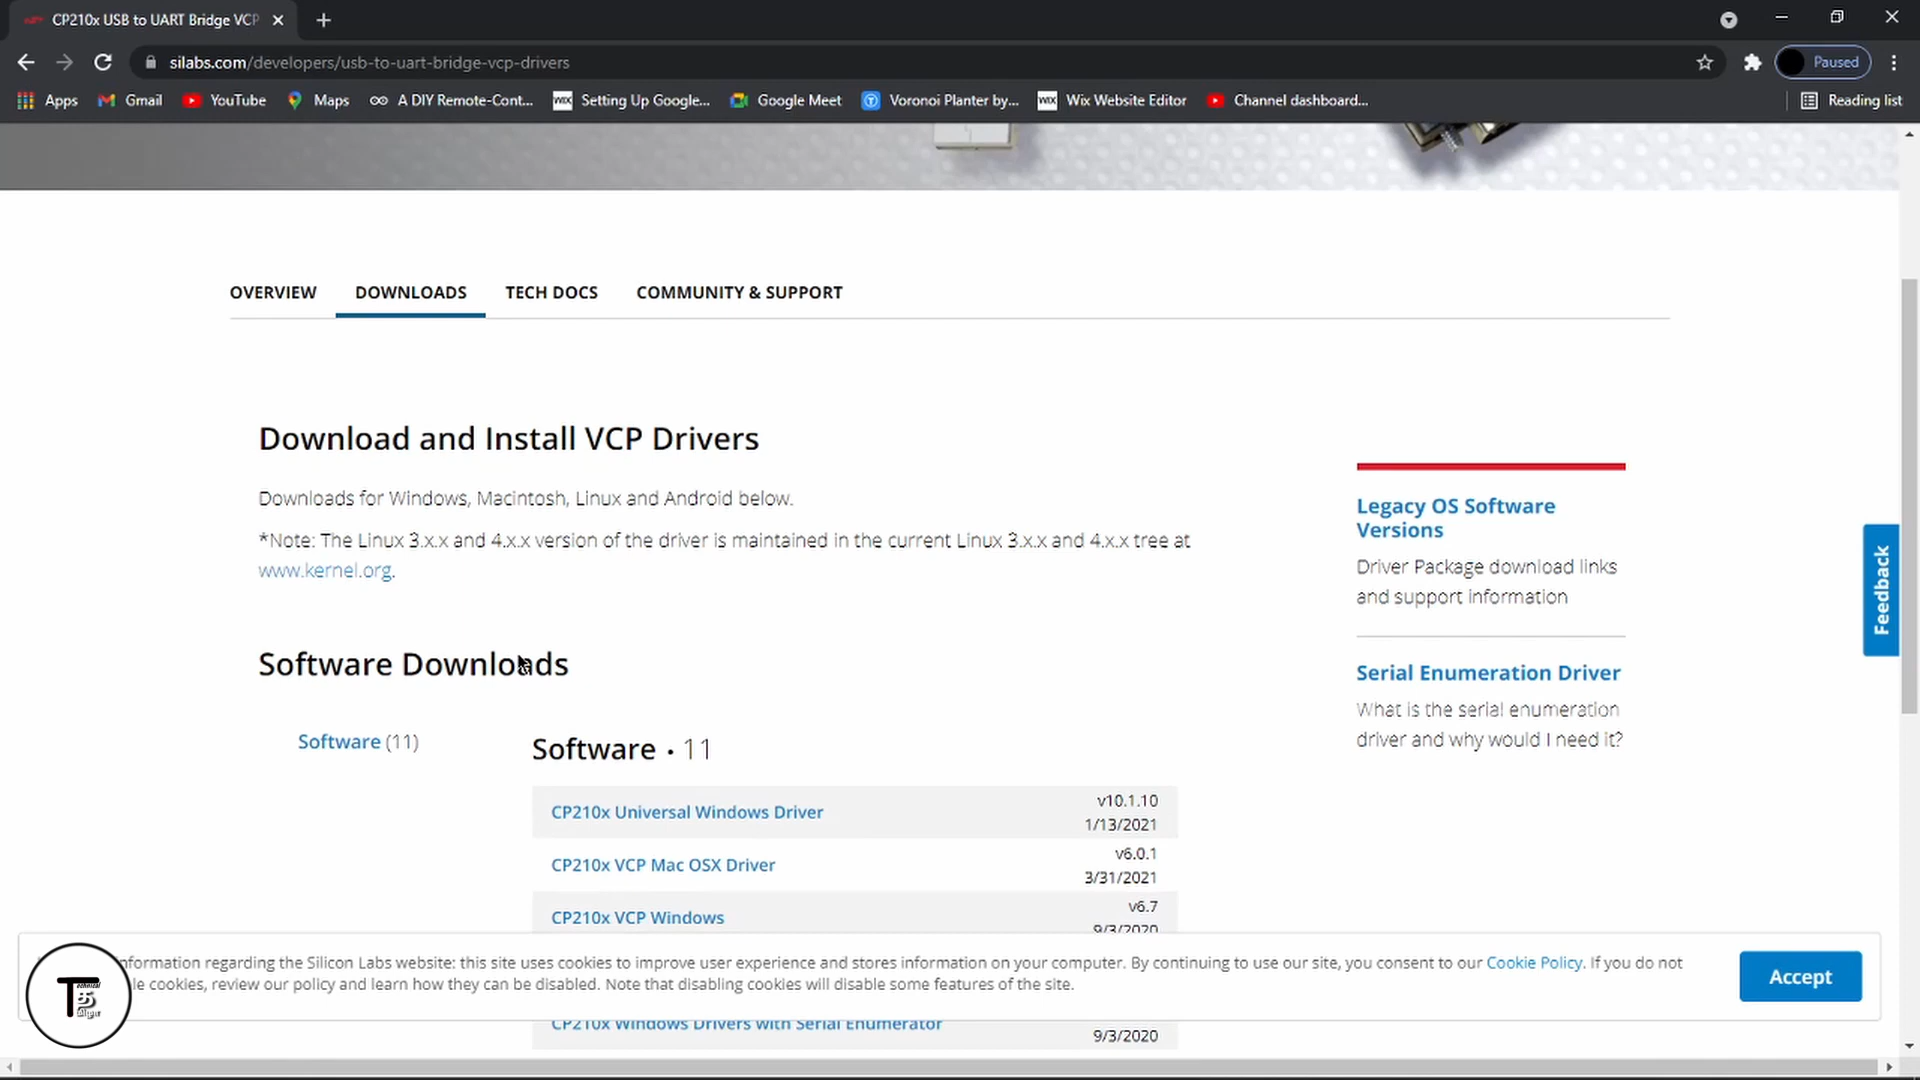 CP210x USB to UART Bridge VCP
silabs.com/developers/usb-to-uart-bridge-vcp-drivers
Paused
Apps
Gmail
YouTube
Maps
A DIY Remote-Cont...
Setting Up Google...
Google Meet
Voronoi Planter by...
Wix Website Editor
Channel dashboard...
Reading list
OVERVIEW
DOWNLOADS
TECH DOCS
COMMUNITY & SUPPORT
Download and Install VCP Drivers
Downloads for Windows, Macintosh, Linux and Android below.
*Note: The Linux 3.x.x and 4.x.x version of the driver is maintained in the current Linux 3.x.x and 4.x.x tree at
www.kernel.org.
Legacy OS Software
Versions
Driver Package download links
and support information
Serial Enumeration Driver
What is the serial enumeration
driver and why would I need it?
Feedback
Software Downloads
Software (11)
Software • 11
CP210x Universal Windows Driver
v10.1.10
1/13/2021
CP210x VCP Mac OSX Driver
v6.0.1
3/31/2021
CP210x VCP Windows
v6.7
9/3/2020
information regarding the Silicon Labs website: this site uses cookies to improve user experience and stores information on your computer. By continuing to use our site, you consent to our Cookie Policy. If you do not
cookies, review our policy and learn how they can be disabled. Note that disabling cookies will disable some features of the site.
Accept
CP210x Windows Drivers with Serial Enumerator
9/3/2020